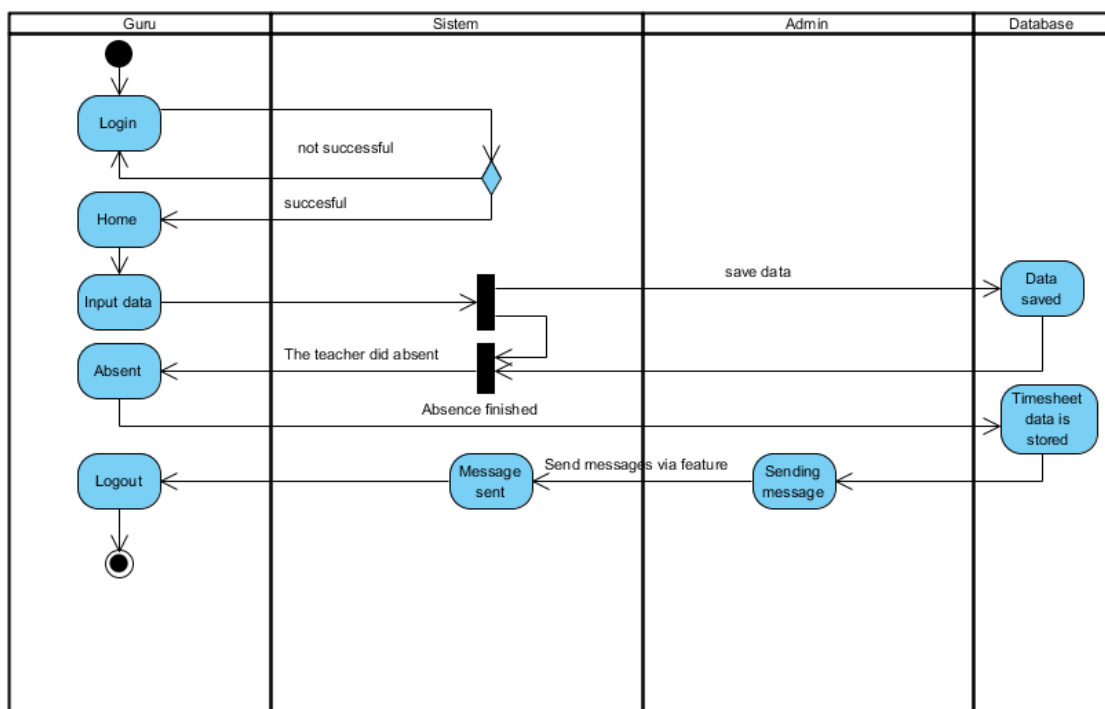 Guru
Sistem
Admin
Database
Login
not successful
succesful
Home
save data
Input data
Data
saved
The teacher did absent
Absent
Absence finished
Timesheet
data is
stored
Logout
Message
sent
Send messages via feature
Sending
message